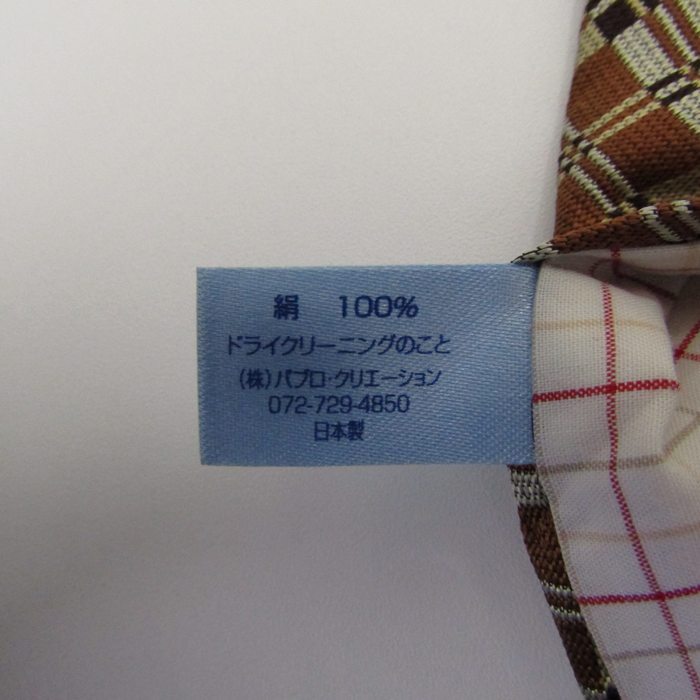 絹 100%
ドライクリーニングのこと
(株)パブロ・クリエーション
072-729-4850
日本製